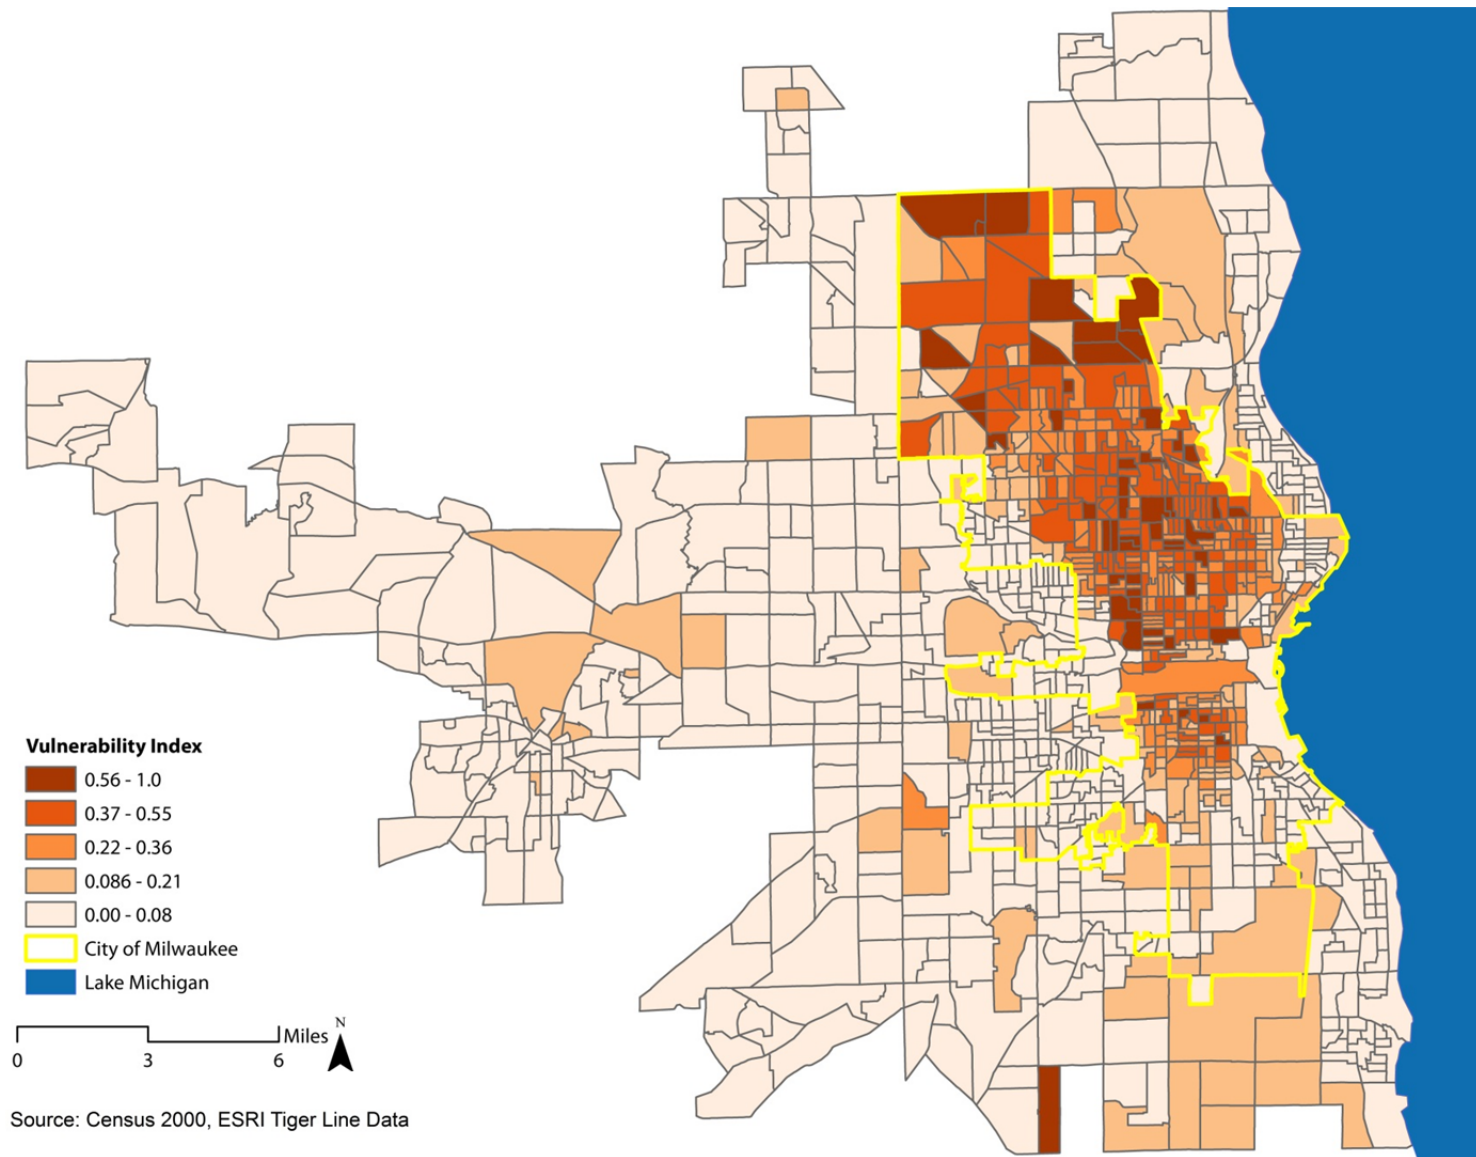 Vulnerability Index
0.56 - 1.0
0.37 - 0.55
0.22 - 0.36
0.086 - 0.21
0.00 - 0.08
City of Milwaukee
Lake Michigan
Miles
N
0 3 6
Source: Census 2000, ESRI Tiger Line Data